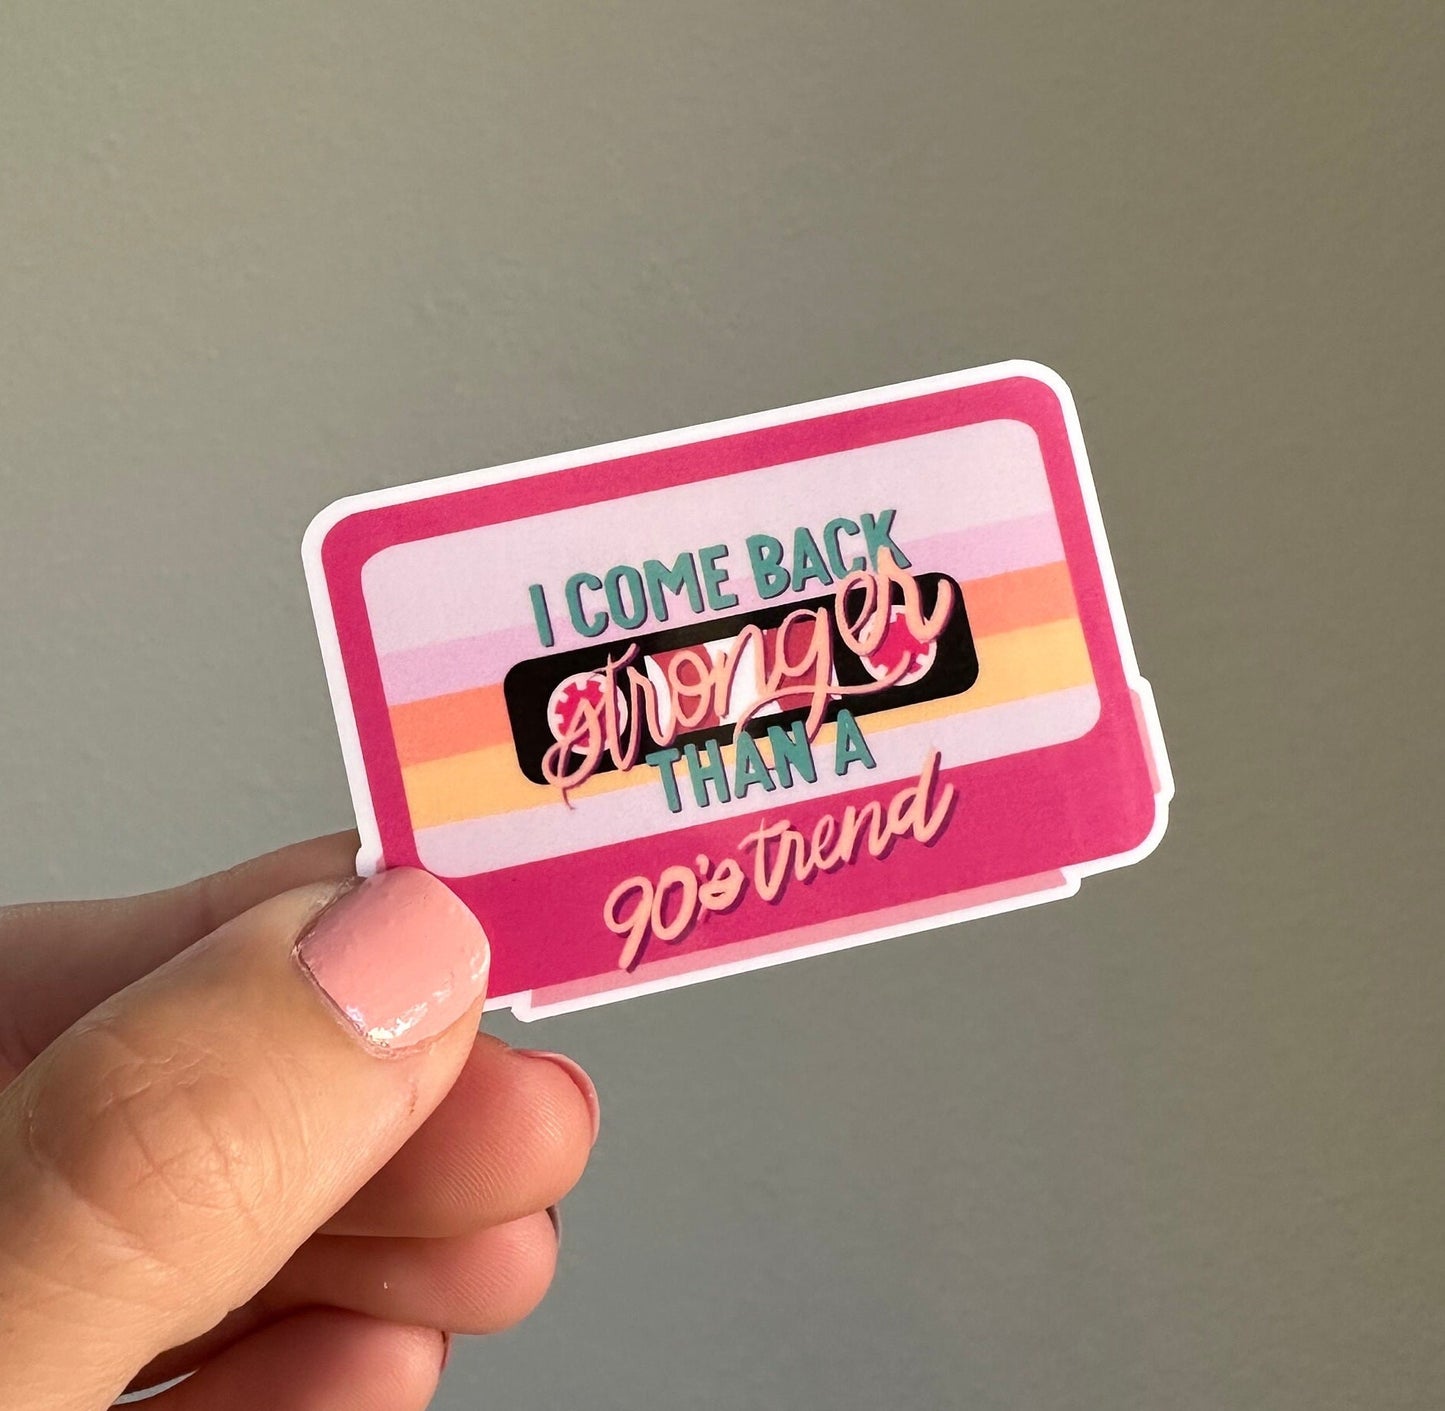 I COME BACK
stronger
THAN A
90's trend